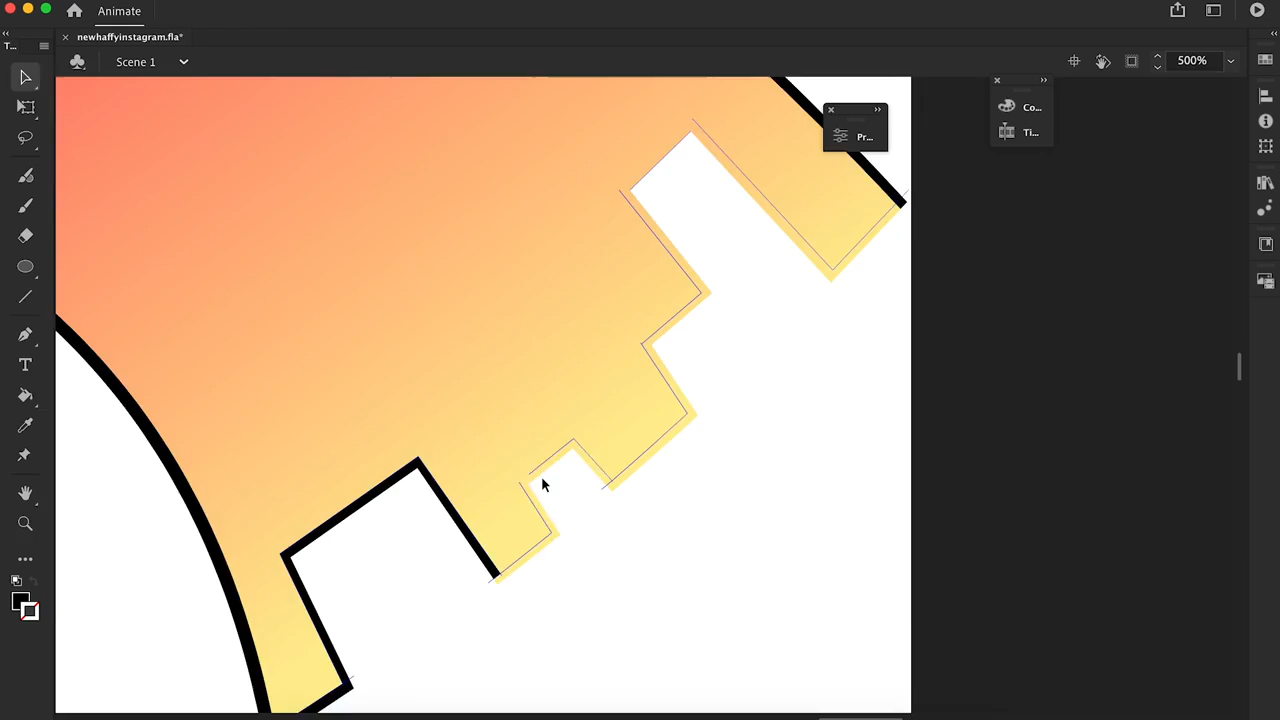 Animate
newhaffyinstagram.fla*
T...
Scene 1
500%
Pr...
Co...
Ti...
T